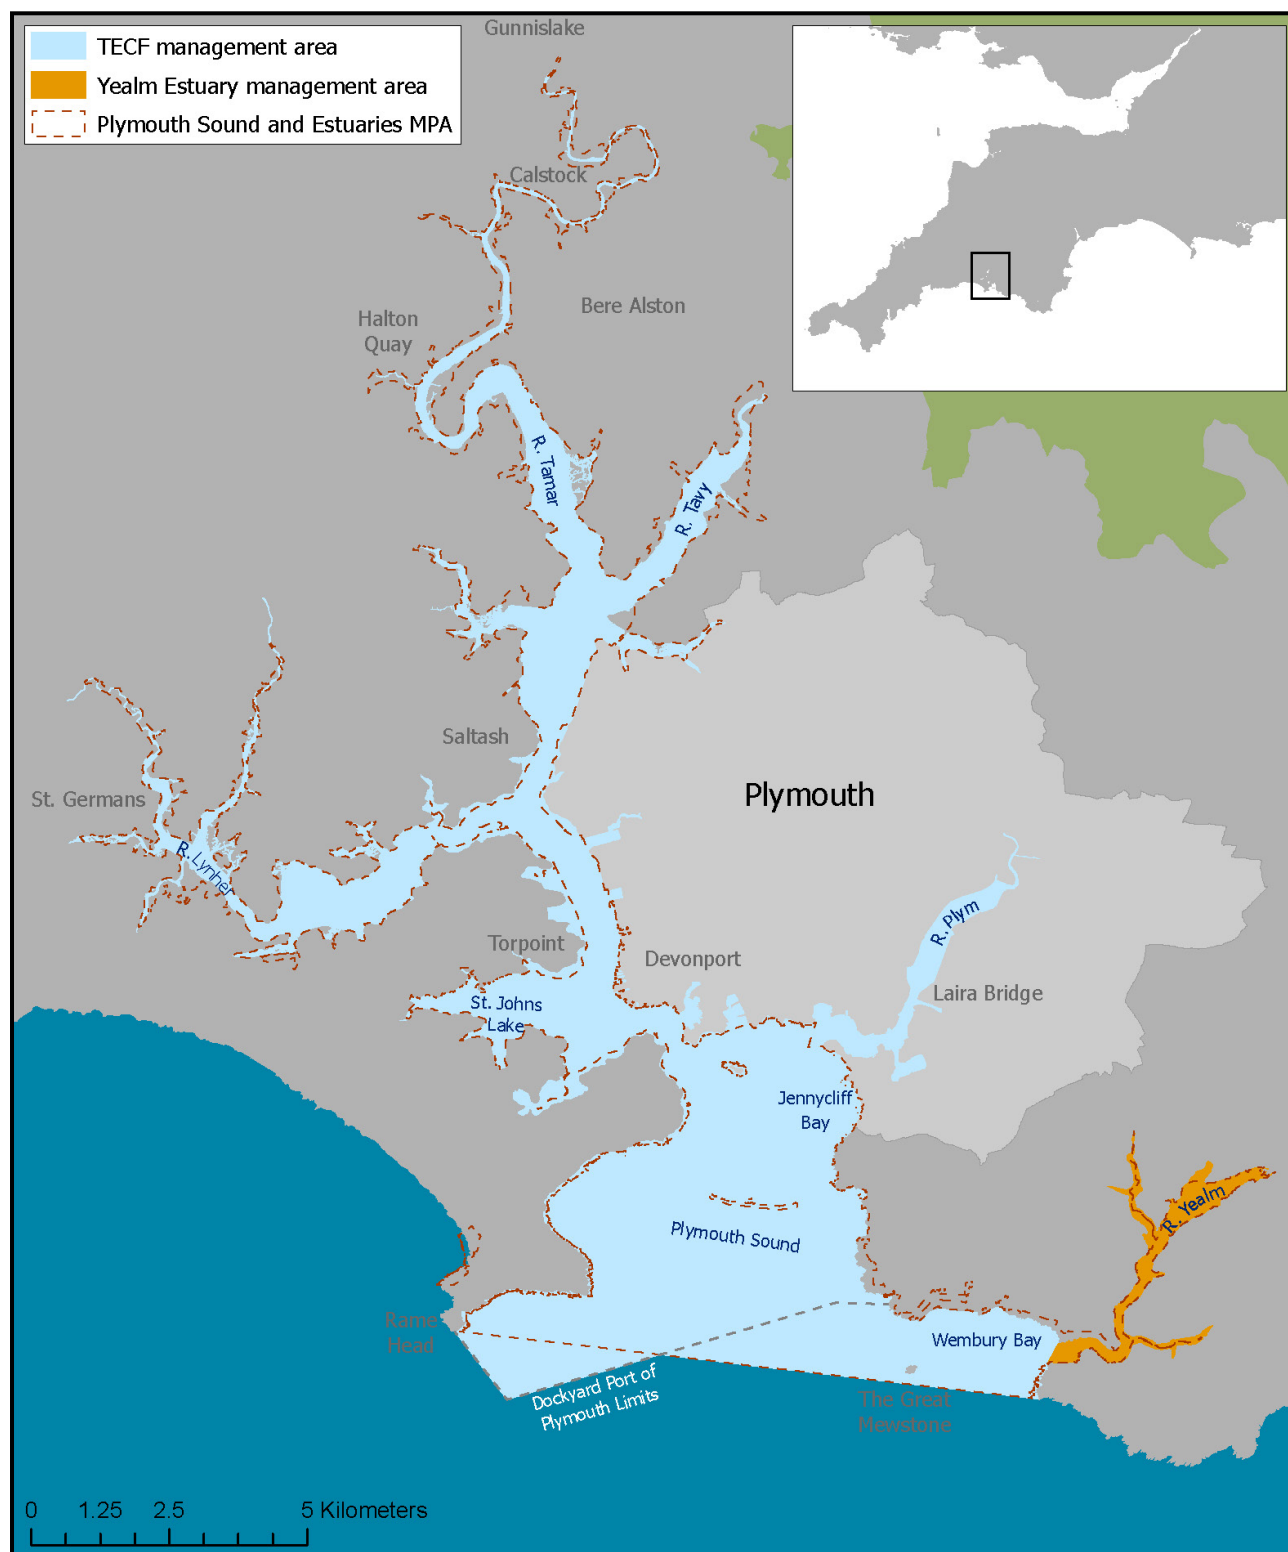 Gunnislake
TECF management area
Yealm Estuary management area
Plymouth Sound and Estuaries MPA
Calstock
Bere Alston
Halton
Quay
R. Tamar
R. Tavy
Saltash
St. Germans
Plymouth
R. Lynher
R. Plym
Torpoint
Devonport
Laira Bridge
St. Johns
Lake
Jennycliff
Bay
R. Yealm
Plymouth Sound
Rame
Head
Wembury Bay
Dockyard Port of
Plymouth Limits
The Great
Mewstone
0 1.25 2.5 5 Kilometers